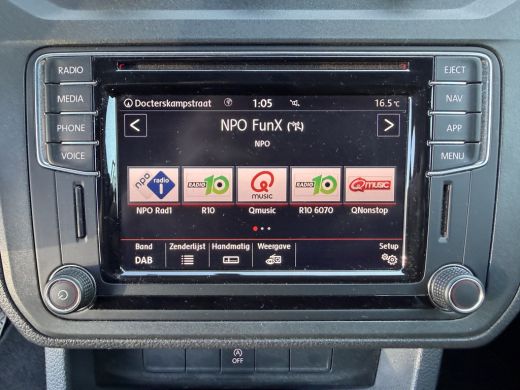 RADIO
MEDIA
PHONE
VOICE
EJECT
NAV
APP
MENU
Docterskampstraat 1:05 16.5 °C
< NPO FunX >
NPO
npo radio 1
RADIO 10
Q MUSIC
RADIO 10
Q MUSIC
NPO Rad1 R10 Qmusic R10 6070 QNonstop
Band Zenderlijst Handmatig Weergave Setup
DAB
A OFF